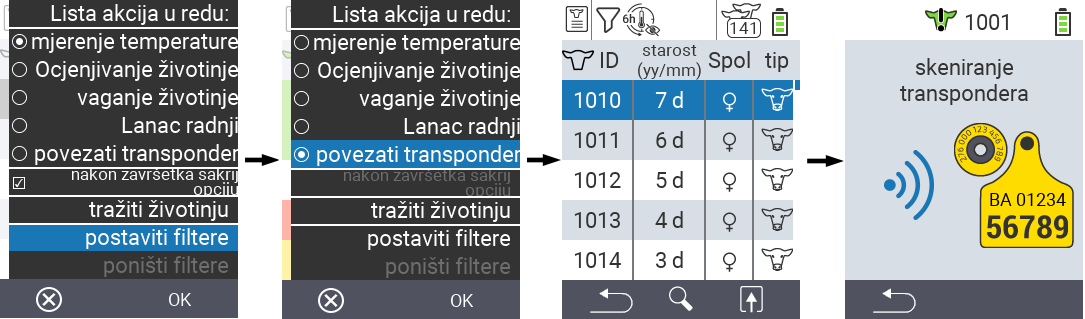 Lista akcija u redu:
mjerenje temperature
Ocjenjivanje životinje
vaganje životinje
Lanac radnji
povezati transponder
nakon završetka sakrij
opciju
tražiti životinju
postaviti filtere
poništi filtere
OK
Lista akcija u redu:
mjerenje temperature
Ocjenjivanje životinje
vaganje životinje
Lanac radnji
povezati transponder
nakon završetka sakrij
opciju
tražiti životinju
postaviti filtere
poništi filtere
OK
6h 141
ID starost (yy/mm) Spol tip
1010 7 d ♀
1011 6 d ♀
1012 5 d ♀
1013 4 d ♀
1014 3 d ♀
1001
skeniranje
transpondera
276 000 123 456 789
BA 01234
56789